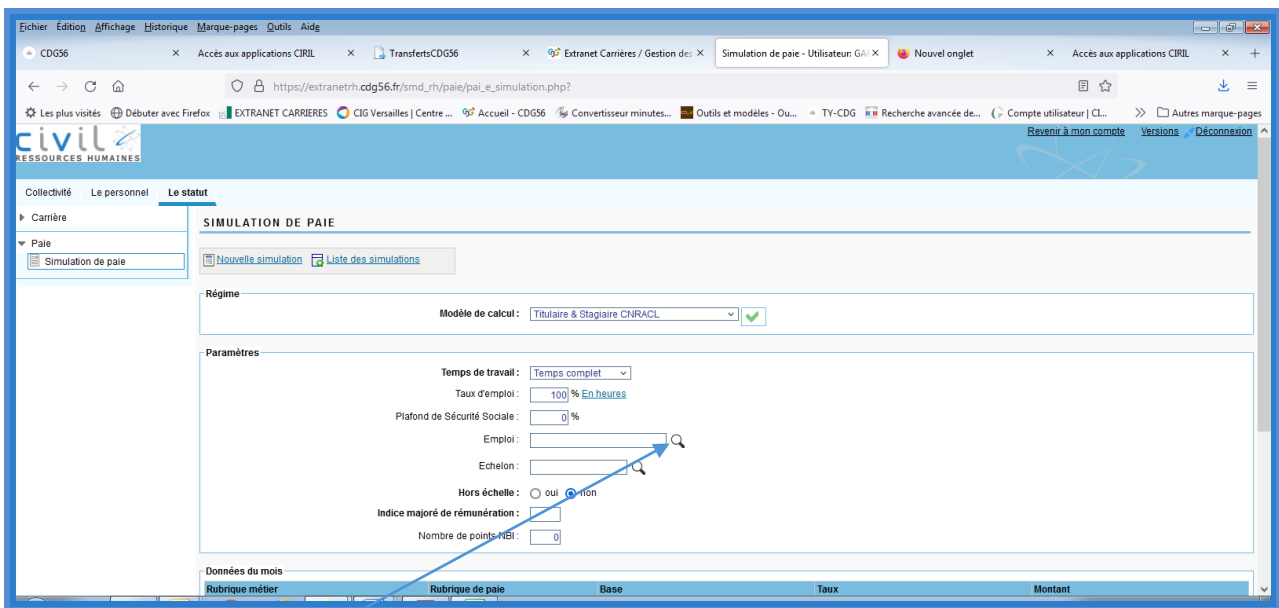 Fichier Édition Affichage Historique Marque-pages Outils Aide
CDG56 × Accès aux applications CIRIL × TransfertsCDG56 × Extranet Carrières / Gestion des × Simulation de paie - Utilisateur: GA × Nouvel onglet × Accès aux applications CIRIL × +
https://extranetrh.cdg56.fr/smd_rh/paie/pai_e_simulation.php?
Les plus visités Débuter avec Firefox EXTRANET CARRIERES CIG Versailles | Centre ... Accueil - CDG56 Convertisseur minutes... Outils et modèles - Ou... TY-CDG Recherche avancée de... Compte utilisateur | CI... >> Autres marque-pages
civil
RESSOURCES HUMAINES
Revenir à mon compte Versions Déconnexion
Collectivité Le personnel Le statut
Carrière
Paie
Simulation de paie
SIMULATION DE PAIE
Nouvelle simulation Liste des simulations
Régime
Modèle de calcul : Titulaire & Stagiaire CNRACL
Paramètres
Temps de travail : Temps complet
Taux d'emploi : 100 % En heures
Plafond de Sécurité Sociale : 0 %
Emploi :
Echelon :
Hors échelle : oui non
Indice majoré de rémunération :
Nombre de points NBI : 0
Données du mois
Rubrique métier Rubrique de paie Base Taux Montant